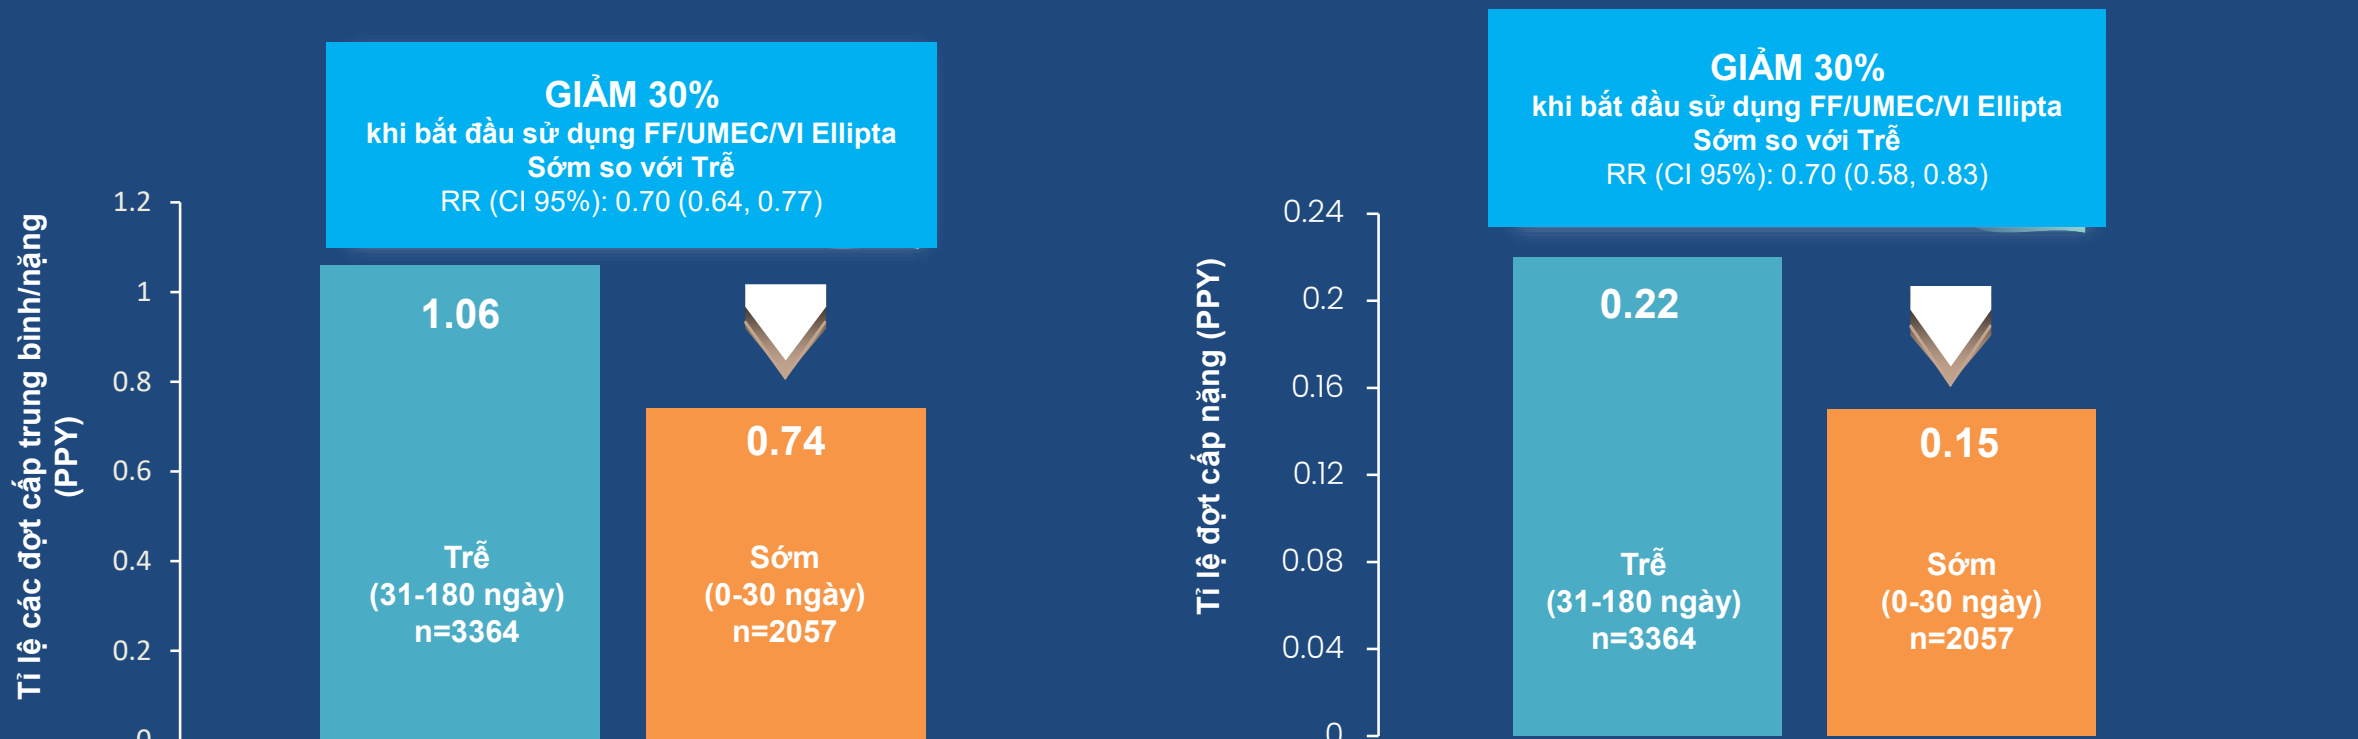 GIẢM 30%
khi bắt đầu sử dụng FF/UMEC/VI Ellipta
Sớm so với Trễ
RR (CI 95%): 0.70 (0.64, 0.77)
Tỉ lệ các đợt cấp trung bình/nặng
(PPY)
1.2
1
0.8
0.6
0.4
0.2
0
1.06
Trễ
(31-180 ngày)
n=3364
0.74
Sớm
(0-30 ngày)
n=2057
GIẢM 30%
khi bắt đầu sử dụng FF/UMEC/VI Ellipta
Sớm so với Trễ
RR (CI 95%): 0.70 (0.58, 0.83)
Tỉ lệ đợt cấp nặng (PPY)
0.24
0.2
0.16
0.12
0.08
0.04
0
0.22
Trễ
(31-180 ngày)
n=3364
0.15
Sớm
(0-30 ngày)
n=2057